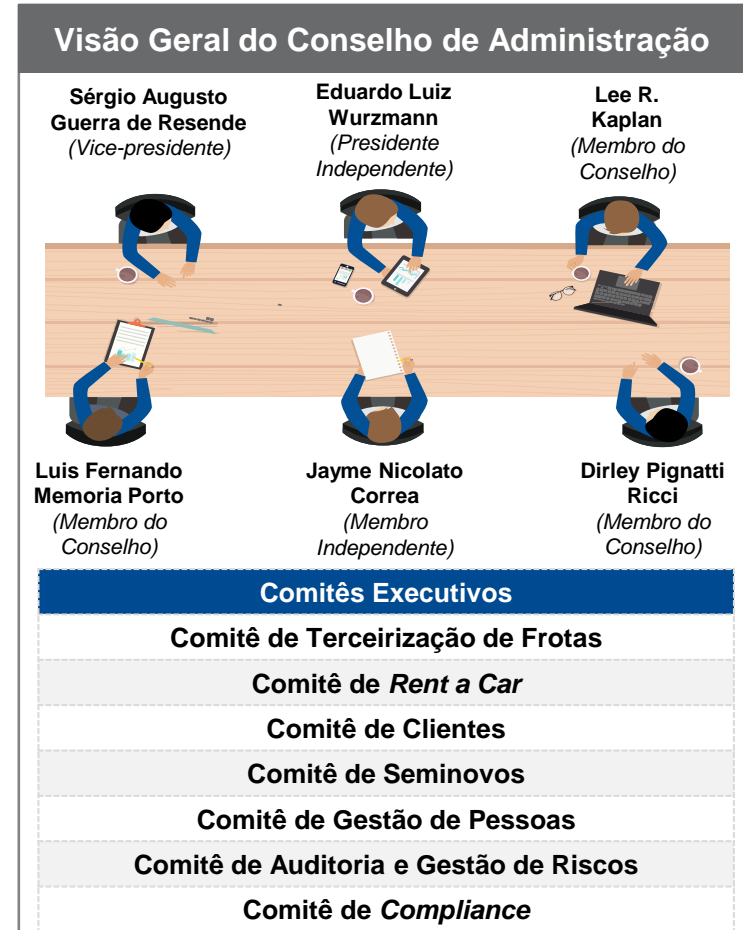 Visão Geral do Conselho de Administração
Sérgio Augusto
Guerra de Resende
(Vice-presidente)
Eduardo Luiz
Wurzmann
(Presidente
Independente)
Lee R.
Kaplan
(Membro do
Conselho)
Luis Fernando
Memoria Porto
(Membro do
Conselho)
Jayme Nicolato
Correa
(Membro
Independente)
Dirley Pignatti
Ricci
(Membro do
Conselho)
Comitês Executivos
Comitê de Terceirização de Frotas
Comitê de Rent a Car
Comitê de Clientes
Comitê de Seminovos
Comitê de Gestão de Pessoas
Comitê de Auditoria e Gestão de Riscos
Comitê de Compliance